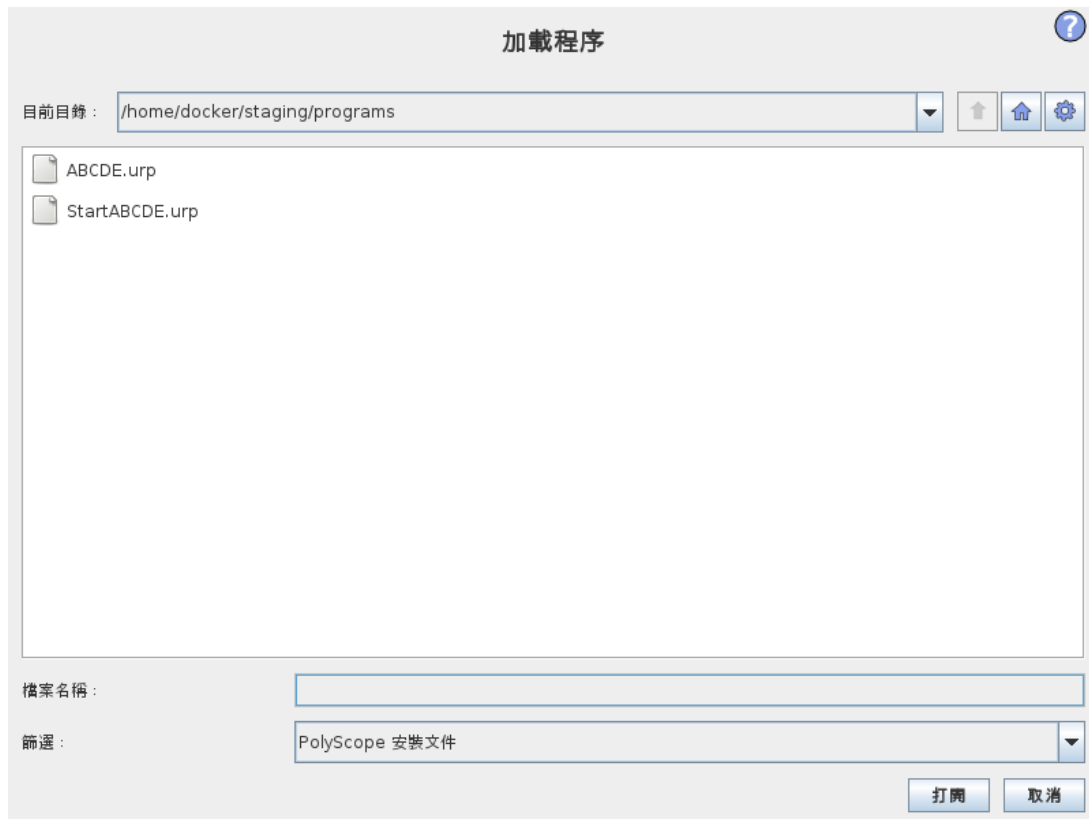 加載程序
?
目前目錄：
/home/docker/staging/programs
ABCDE.urp
StartABCDE.urp
檔案名稱：
篩選：
PolyScope 安裝文件
打開
取消